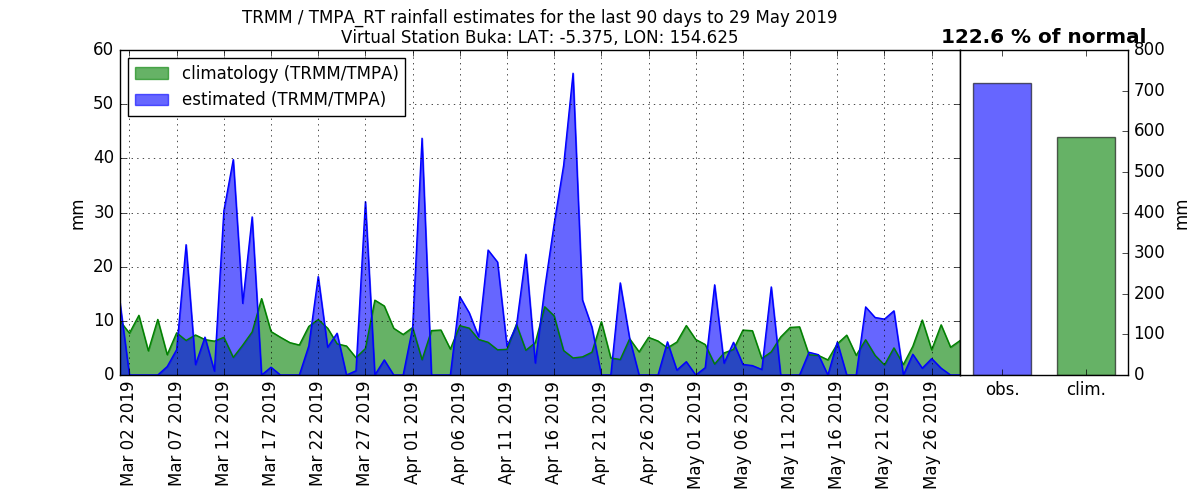 TRMM / TMPA_RT rainfall estimates for the last 90 days to 29 May 2019
Virtual Station Buka: LAT: -5.375, LON: 154.625
122.6 % of normal
climatology (TRMM/TMPA)
estimated (TRMM/TMPA)
60
50
40
30
20
10
0
mm
800
700
600
500
400
300
200
100
0
mm
obs.
clim.
Mar 02 2019
Mar 07 2019
Mar 12 2019
Mar 17 2019
Mar 22 2019
Mar 27 2019
Apr 01 2019
Apr 06 2019
Apr 11 2019
Apr 16 2019
Apr 21 2019
Apr 26 2019
May 01 2019
May 06 2019
May 11 2019
May 16 2019
May 21 2019
May 26 2019